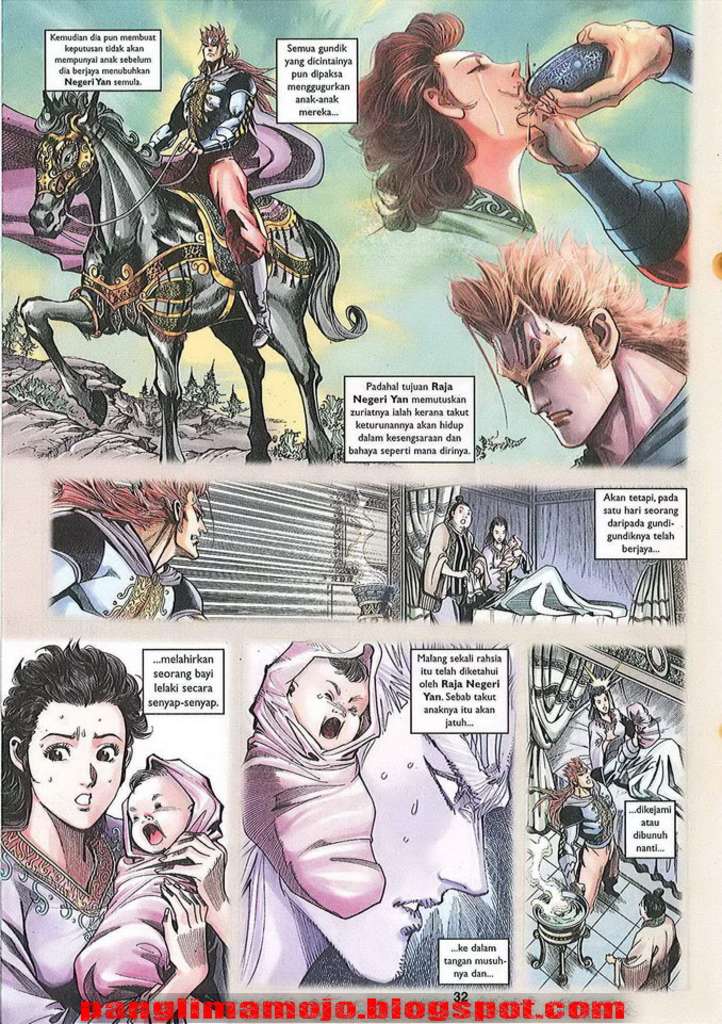 Kemudian dia pun membuat
keputusan tidak akan
mempunyai anak sebelum
dia berjaya menubuhkan
Negeri Yan semula.
Semua gundik
yang dicintainya
pun dipaksa
menggugurkan
anak-anak
mereka...
Padahal tujuan Raja
Negeri Yan memutuskan
zuriatnya ialah kerana takut
keturunannya akan hidup
dalam kesengsaraan dan
bahaya seperti mana dirinya.
Akan tetapi, pada
satu hari seorang
daripada gundi-
gundiknya telah
berjaya...
...melahirkan
seorang bayi
lelaki secara
senyap-senyap.
Malang sekali rahsia
itu telah diketahui
oleh Raja Negeri
Yan. Sebab takut
anaknya itu akan
jatuh...
...ke dalam
tangan musuh-
nya dan...
...dikejami
atau
dibunuh
nanti...
32
panglimamojo.blogspot.com